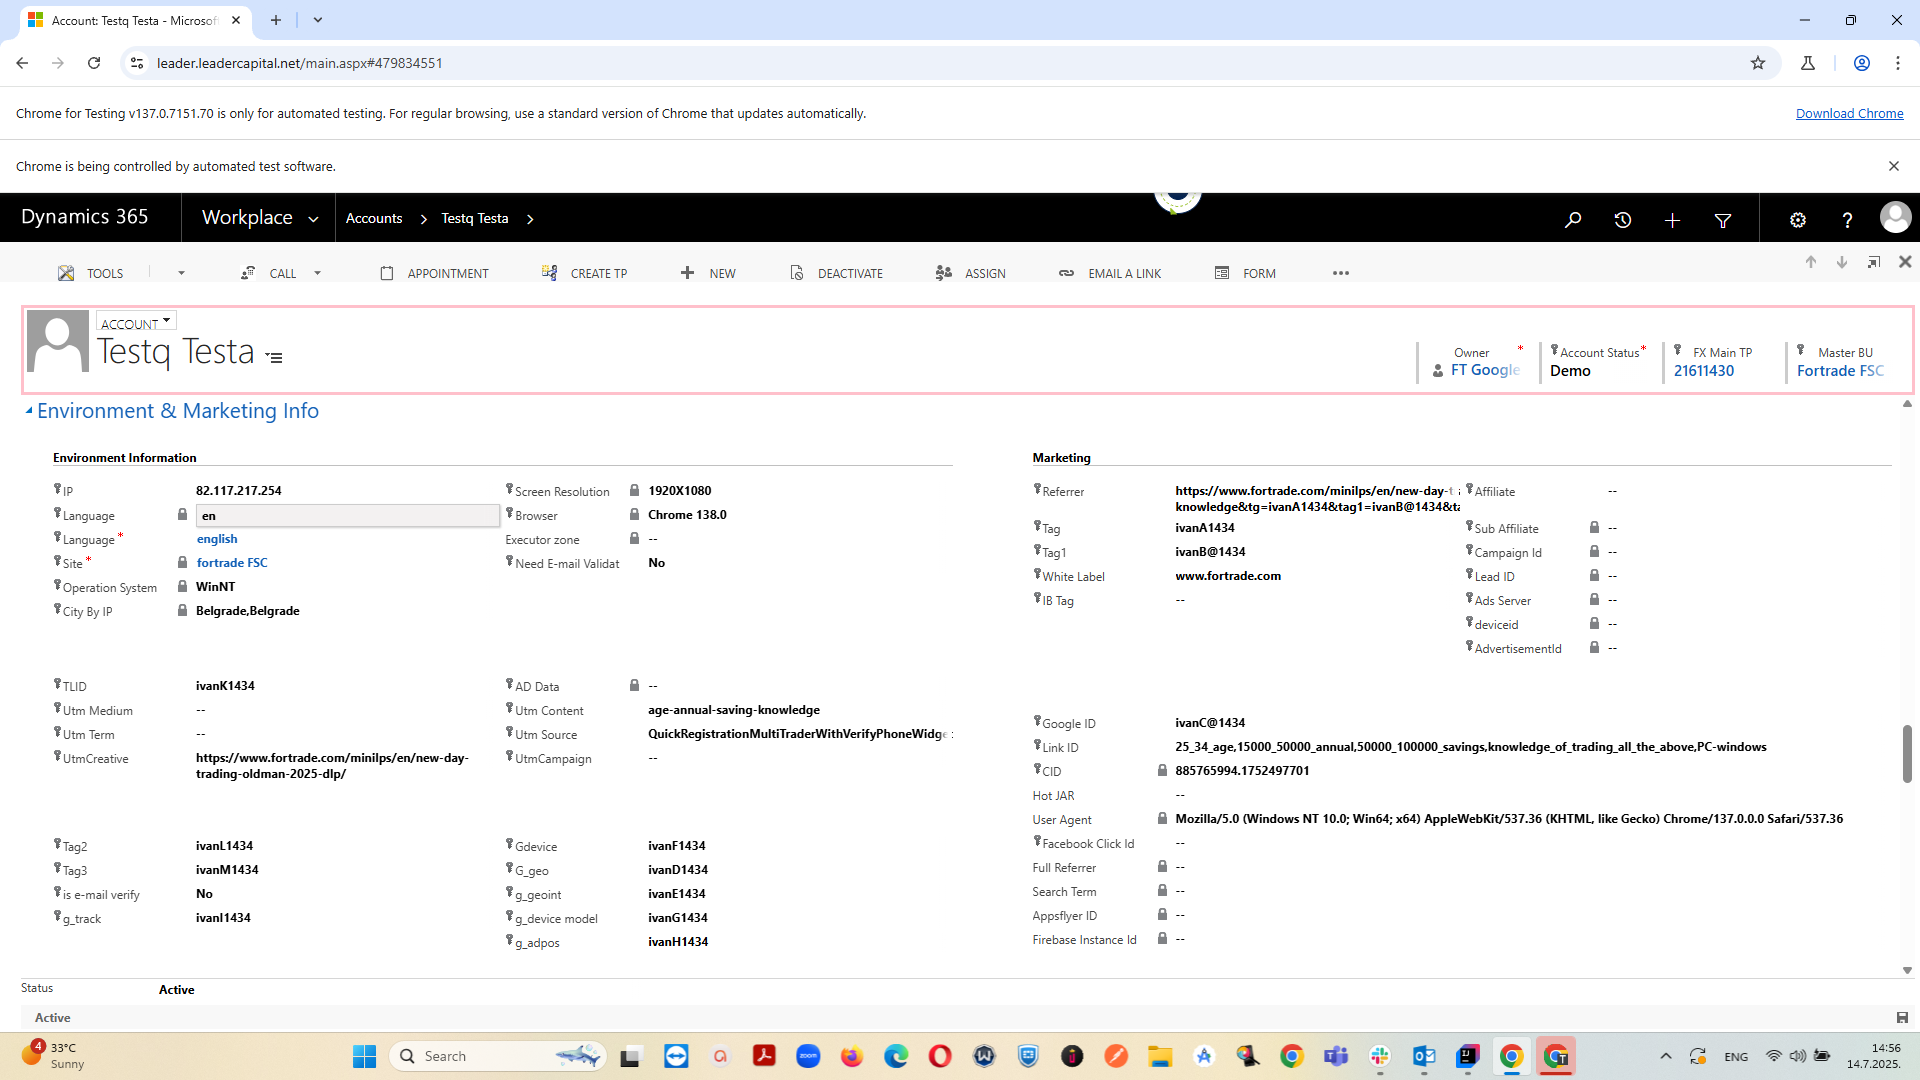 Account: Testq Testa - Microsof
leader.leadercapital.net/main.aspx#479834551
Chrome for Testing v137.0.7151.70 is only for automated testing. For regular browsing, use a standard version of Chrome that updates automatically.
Download Chrome
Chrome is being controlled by automated test software.
Dynamics 365
Workplace
Accounts
Testq Testa
TOOLS
CALL
APPOINTMENT
CREATE TP
NEW
DEACTIVATE
ASSIGN
EMAIL A LINK
FORM
ACCOUNT
Testq Testa
Owner *
FT Google
Account Status *
Demo
FX Main TP
21611430
Master BU
Fortrade FSC
Environment & Marketing Info
Environment Information
IP 82.117.217.254
Language en
Language * english
Site * fortrade FSC
Operation System WinNT
City By IP Belgrade,Belgrade
Screen Resolution 1920X1080
Browser Chrome 138.0
Executor zone --
Need E-mail Validat No
TLID ivanK1434
Utm Medium --
Utm Term --
UtmCreative https://www.fortrade.com/minilps/en/new-day-
trading-oldman-2025-dlp/
AD Data --
Utm Content age-annual-saving-knowledge
Utm Source QuickRegistrationMultiTraderWithVerifyPhoneWidge
UtmCampaign --
Tag2 ivanL1434
Tag3 ivanM1434
is e-mail verify No
g_track ivanI1434
Gdevice ivanF1434
G_geo ivanD1434
g_geoint ivanE1434
g_device model ivanG1434
g_adpos ivanH1434
Marketing
Referrer https://www.fortrade.com/minilps/en/new-day-t
knowledge&tg=ivanA1434&tag1=ivanB@1434&ta
Tag ivanA1434
Tag1 ivanB@1434
White Label www.fortrade.com
IB Tag --
Affiliate --
Sub Affiliate --
Campaign Id --
Lead ID --
Ads Server --
deviceid --
AdvertisementId --
Google ID ivanC@1434
Link ID 25_34_age,15000_50000_annual,50000_100000_savings,knowledge_of_trading_all_the_above,PC-windows
CID 885765994.1752497701
Hot JAR --
User Agent Mozilla/5.0 (Windows NT 10.0; Win64; x64) AppleWebKit/537.36 (KHTML, like Gecko) Chrome/137.0.0.0 Safari/537.36
Facebook Click Id --
Full Referrer --
Search Term --
Appsflyer ID --
Firebase Instance Id --
Status Active
Active
4
33°C
Sunny
Search
zoom
ENG
14:56
14.7.2025.